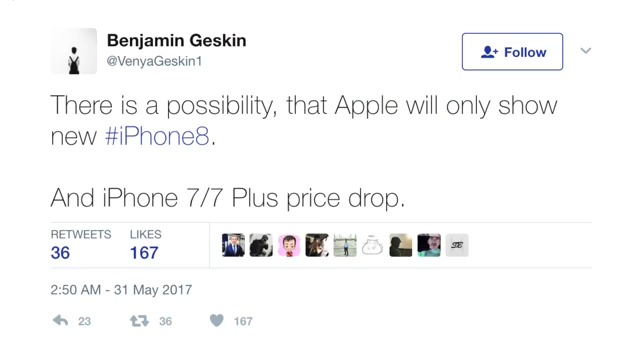 Benjamin Geskin
@VenyaGeskin1
Follow
There is a possibility, that Apple will only show
new #iPhone8.
And iPhone 7/7 Plus price drop.
RETWEETS LIKES
36 167
2:50 AM - 31 May 2017
23 36 167